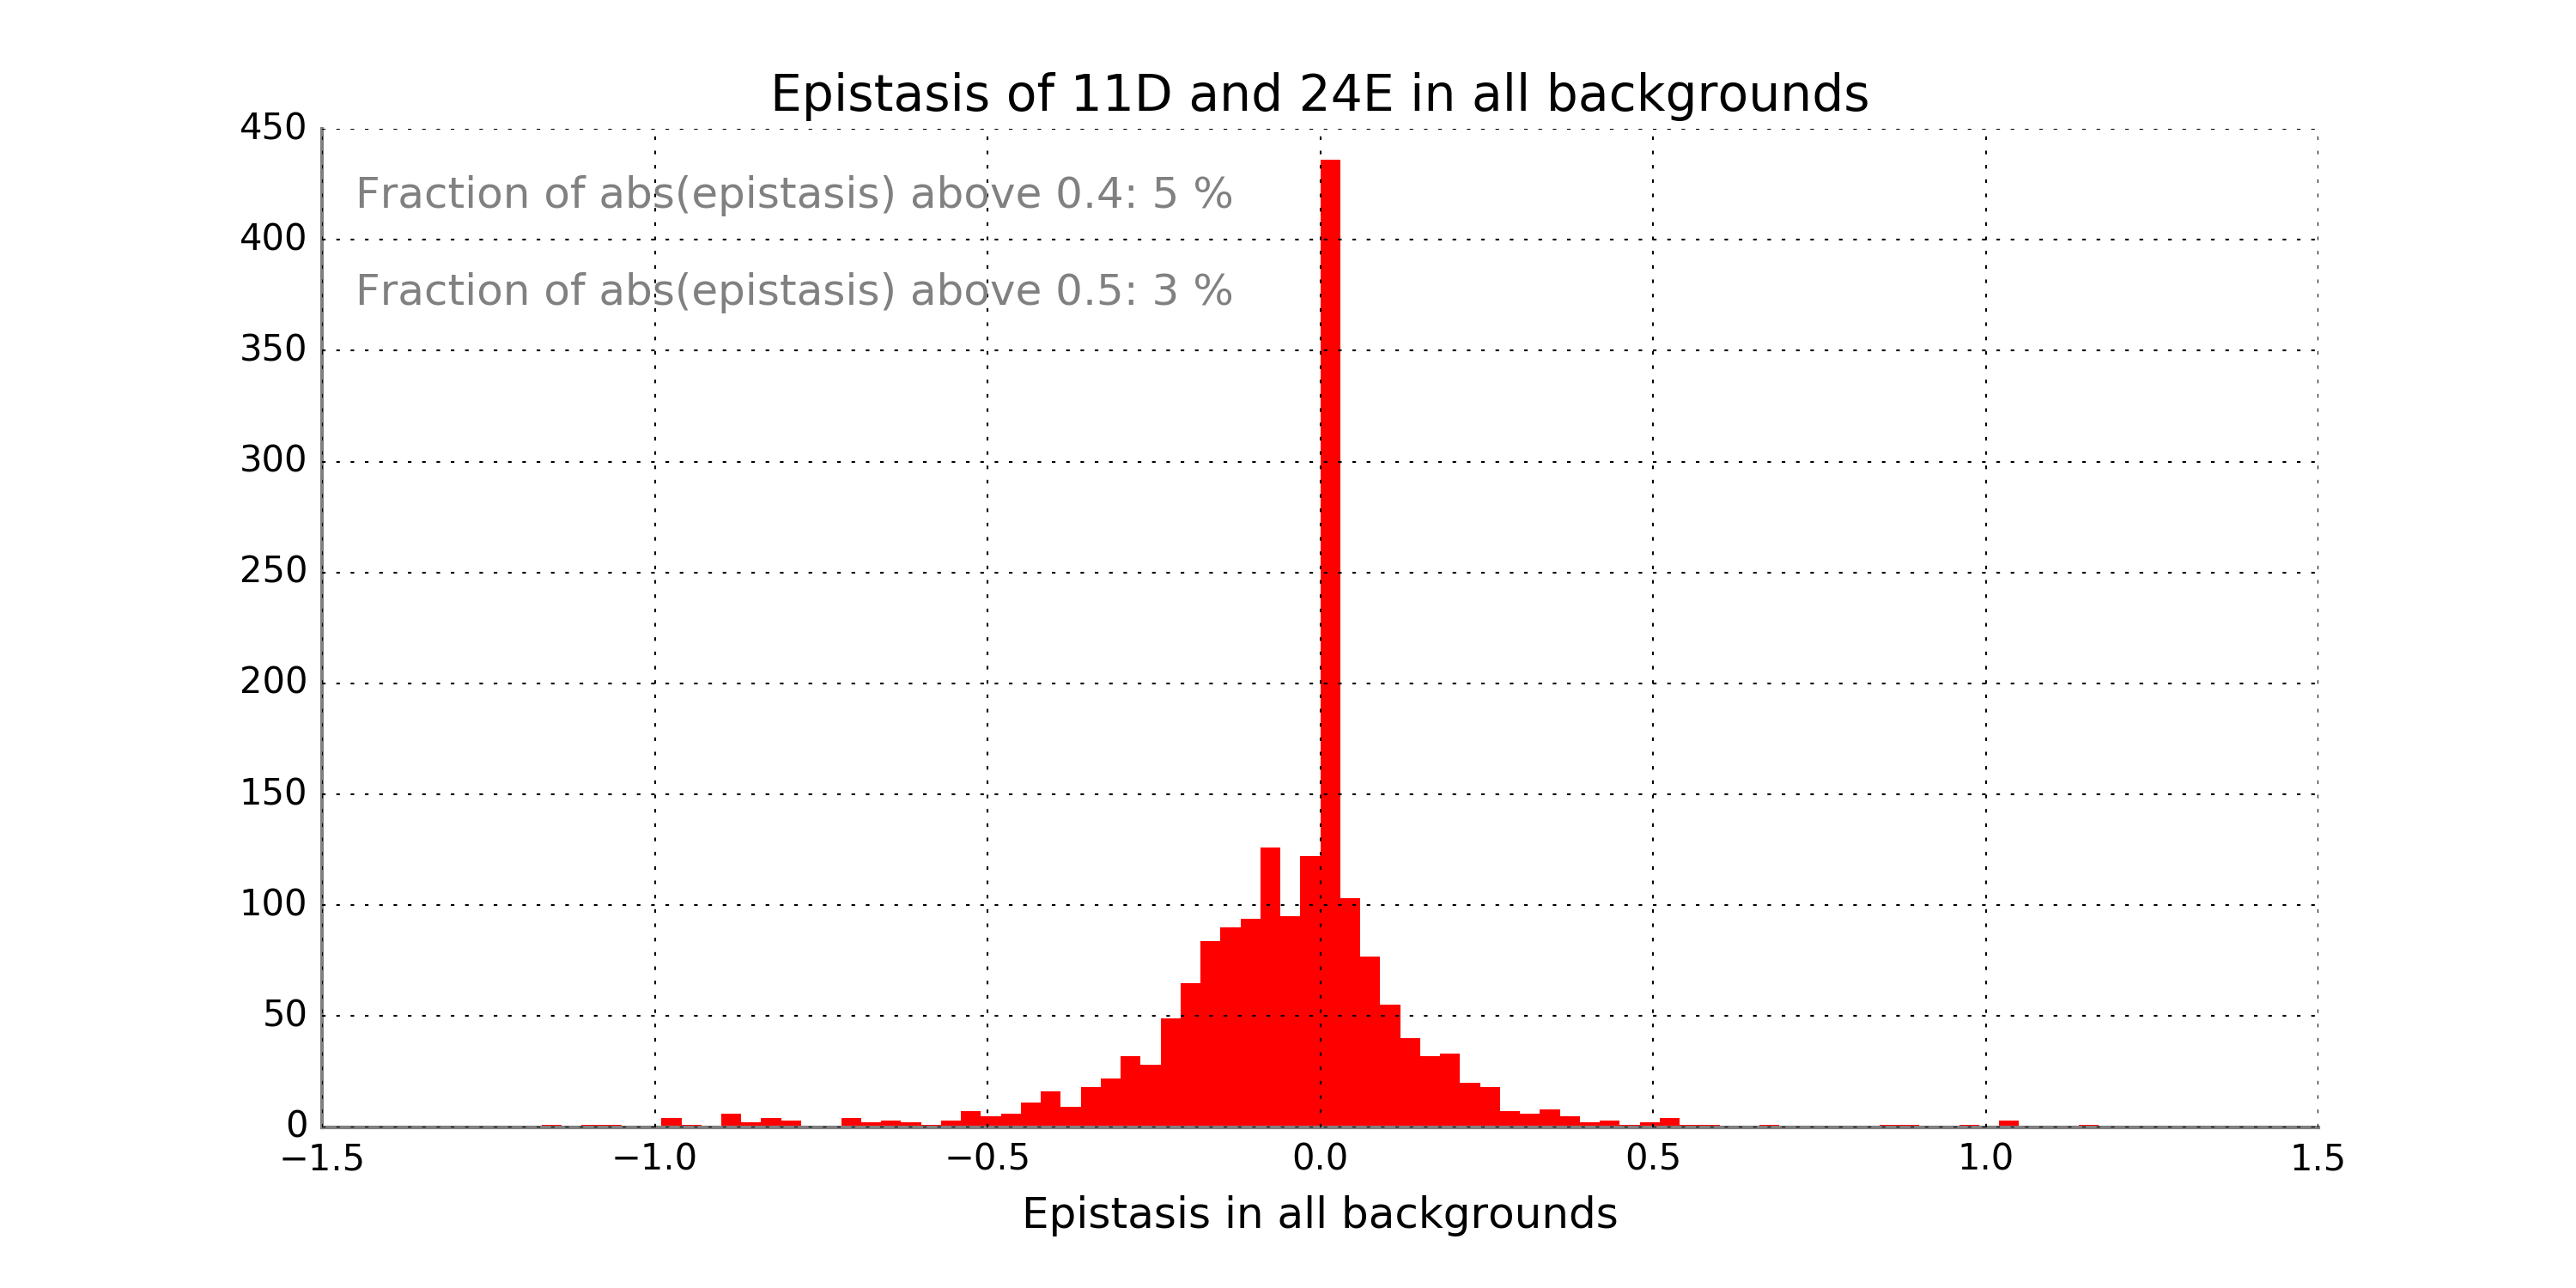 Epistasis of 11D and 24E in all backgrounds
450
Fraction of abs(epistasis) above 0.4: 5 %
400
Fraction of abs(epistasis) above 0.5: 3 %
350
300
250
200
150
100
50
0
−1.5 −1.0 −0.5 0.0 0.5 1.0 1.5
Epistasis in all backgrounds